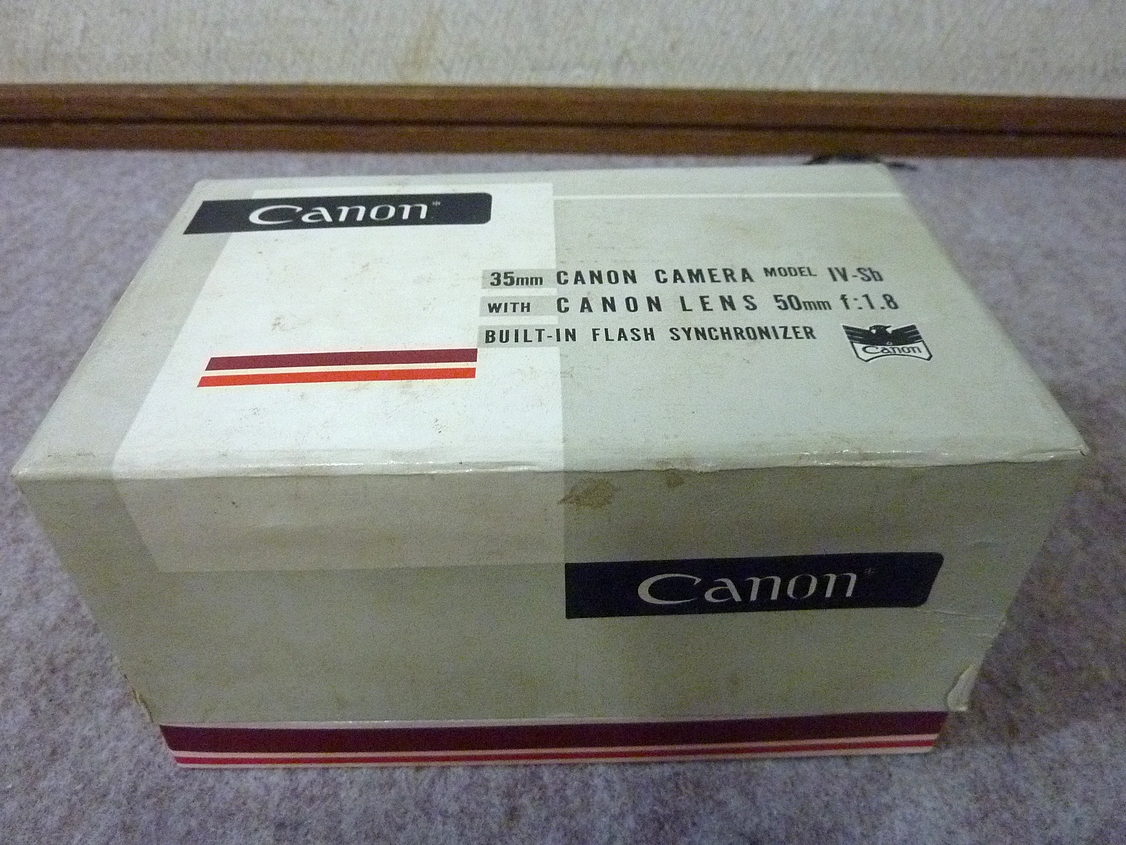 Canon*
35mm CANON CAMERA MODEL IV-Sb
WITH CANON LENS 50mm f:1.8
BUILT-IN FLASH SYNCHRONIZER
Canon
Canon*